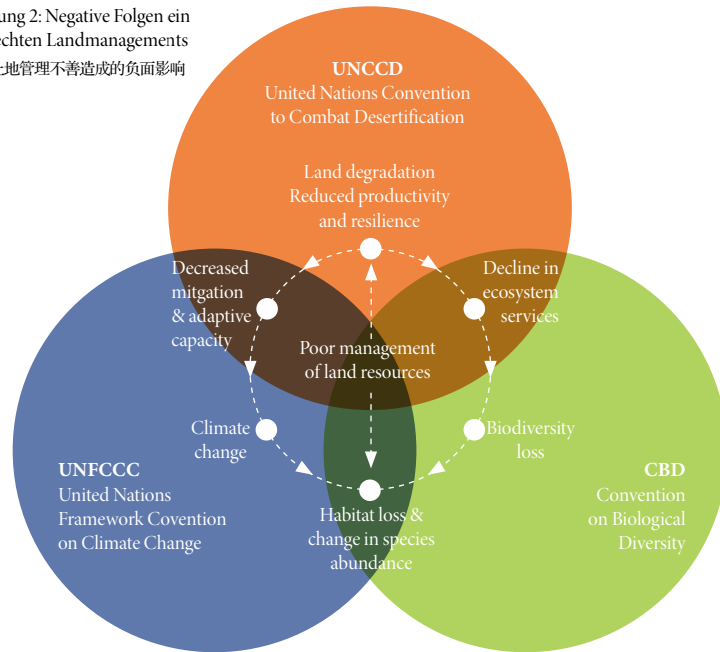 ung 2: Negative Folgen ein
echten Landmanagements
土地管理不善造成的负面影响
UNCCD
United Nations Convention
to Combat Desertification
Land degradation
Reduced productivity
and resilience
Decreased
mitgation
& adaptive
capacity
Decline in
ecosystem
services
Poor management
of land resources
Climate
change
Biodiversity
loss
UNFCCC
United Nations
Framework Covention
on Climate Change
CBD
Convention
on Biological
Diversity
Habitat loss &
change in species
abundance